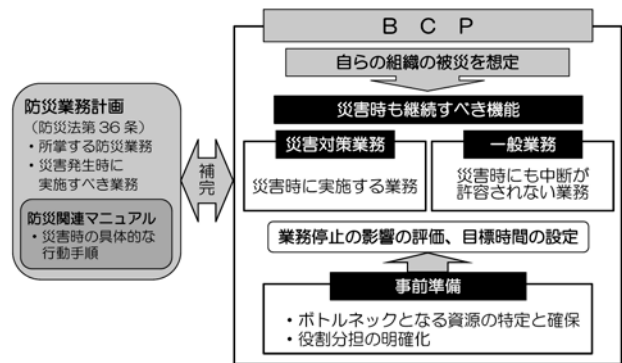 BCP
自らの組織の被災を想定
災害時も継続すべき機能
災害対策業務
災害時に実施する業務
一般業務
災害時にも中断が
許容されない業務
業務停止の影響の評価、目標時間の設定
事前準備
・ボトルネックとなる資源の特定と確保
・役割分担の明確化
補完
防災業務計画
（防災法第36条）
・所掌する防災業務
・災害発生時に
実施すべき業務
防災関連マニュアル
・災害時の具体的な
行動手順